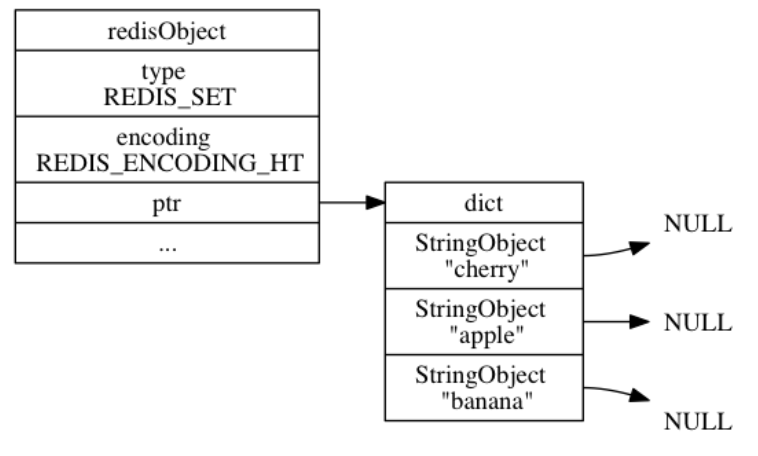 redisObject
type
REDIS_SET
encoding
REDIS_ENCODING_HT
ptr
...
dict
StringObject
"cherry"
StringObject
"apple"
StringObject
"banana"
NULL
NULL
NULL